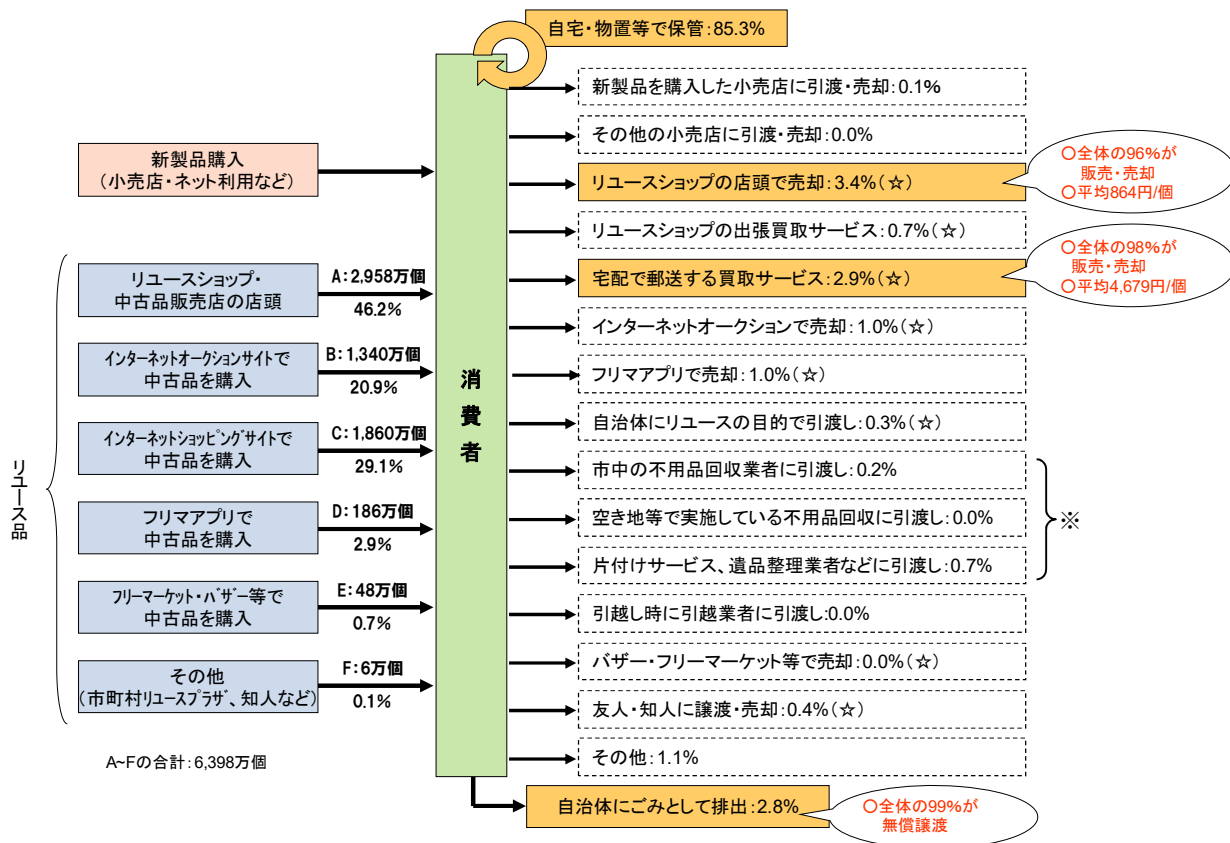 自宅・物置等で保管:85.3%
新製品を購入した小売店に引渡・売却:0.1%
その他の小売店に引渡・売却:0.0%
リユースショップの店頭で売却:3.4%(☆)
〇全体の96%が
販売・売却
〇平均864円/個
リユースショップの出張買取サービス:0.7%(☆)
宅配で郵送する買取サービス:2.9%(☆)
〇全体の98%が
販売・売却
〇平均4,679円/個
インターネットオークションで売却:1.0%(☆)
フリマアプリで売却:1.0%(☆)
自治体にリユースの目的で引渡し:0.3%(☆)
市中の不用品回収業者に引渡し:0.2%
空き地等で実施している不用品回収に引渡し:0.0%
片付けサービス、遺品整理業者などに引渡し:0.7%
※
引越し時に引越業者に引渡し:0.0%
バザー・フリーマーケット等で売却:0.0%(☆)
友人・知人に譲渡・売却:0.4%(☆)
その他:1.1%
自治体にごみとして排出:2.8%
〇全体の99%が
無償譲渡
消費者
新製品購入
(小売店・ネット利用など)
リユース品
リユースショップ・
中古品販売店の店頭
A:2,958万個
46.2%
インターネットオークションサイトで
中古品を購入
B:1,340万個
20.9%
インターネットショッピングサイトで
中古品を購入
C:1,860万個
29.1%
フリマアプリで
中古品を購入
D:186万個
2.9%
フリーマーケット・バザー等で
中古品を購入
E:48万個
0.7%
その他
(市町村リユースプラザ、知人など)
F:6万個
0.1%
A~Fの合計:6,398万個